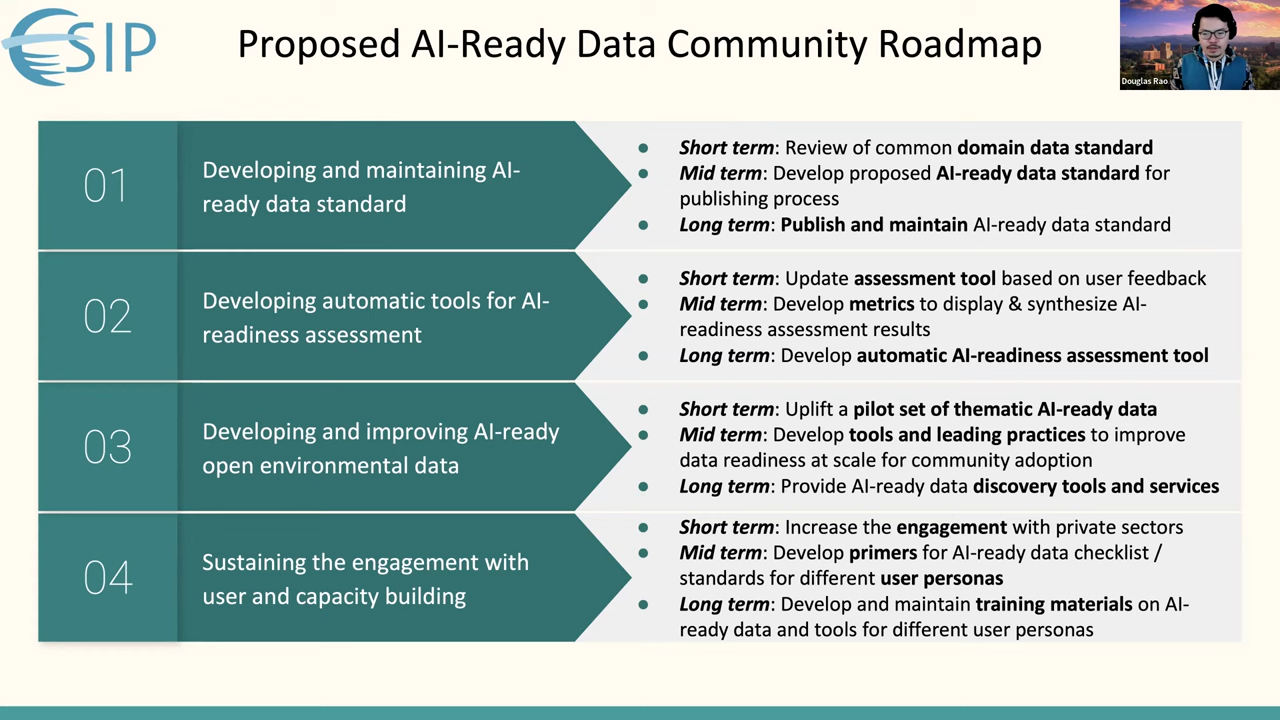 ESIP
Proposed AI-Ready Data Community Roadmap
Douglas Rao
01
Developing and maintaining AI-
ready data standard
● Short term: Review of common domain data standard
● Mid term: Develop proposed AI-ready data standard for
publishing process
● Long term: Publish and maintain AI-ready data standard
02
Developing automatic tools for AI-
readiness assessment
● Short term: Update assessment tool based on user feedback
● Mid term: Develop metrics to display & synthesize AI-
readiness assessment results
● Long term: Develop automatic AI-readiness assessment tool
03
Developing and improving AI-ready
open environmental data
● Short term: Uplift a pilot set of thematic AI-ready data
● Mid term: Develop tools and leading practices to improve
data readiness at scale for community adoption
● Long term: Provide AI-ready data discovery tools and services
04
Sustaining the engagement with
user and capacity building
● Short term: Increase the engagement with private sectors
● Mid term: Develop primers for AI-ready data checklist /
standards for different user personas
● Long term: Develop and maintain training materials on AI-
ready data and tools for different user personas